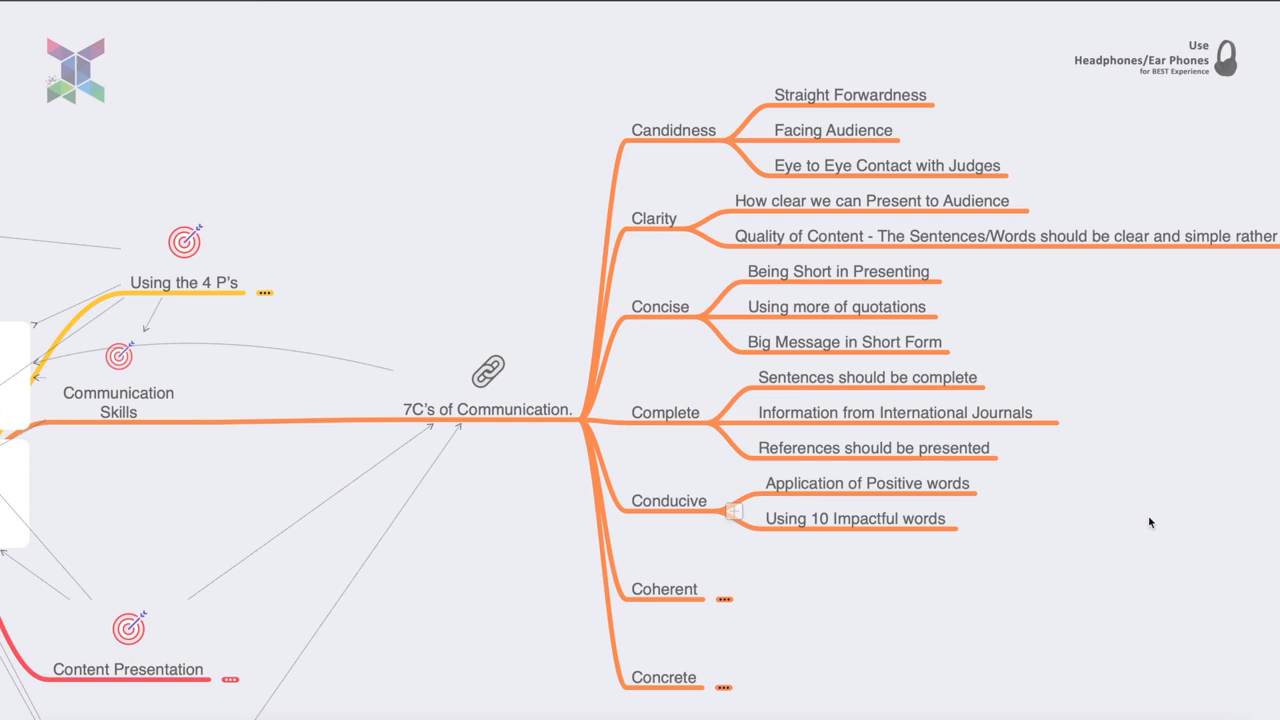 Use
Headphones/Ear Phones
for BEST Experience
Using the 4 P's
Communication
Skills
Content Presentation
7C's of Communication.
Candidness
Straight Forwardness
Facing Audience
Eye to Eye Contact with Judges
Clarity
How clear we can Present to Audience
Quality of Content - The Sentences/Words should be clear and simple rather
Concise
Being Short in Presenting
Using more of quotations
Big Message in Short Form
Complete
Sentences should be complete
Information from International Journals
References should be presented
Conducive
Application of Positive words
Using 10 Impactful words
Coherent
Concrete